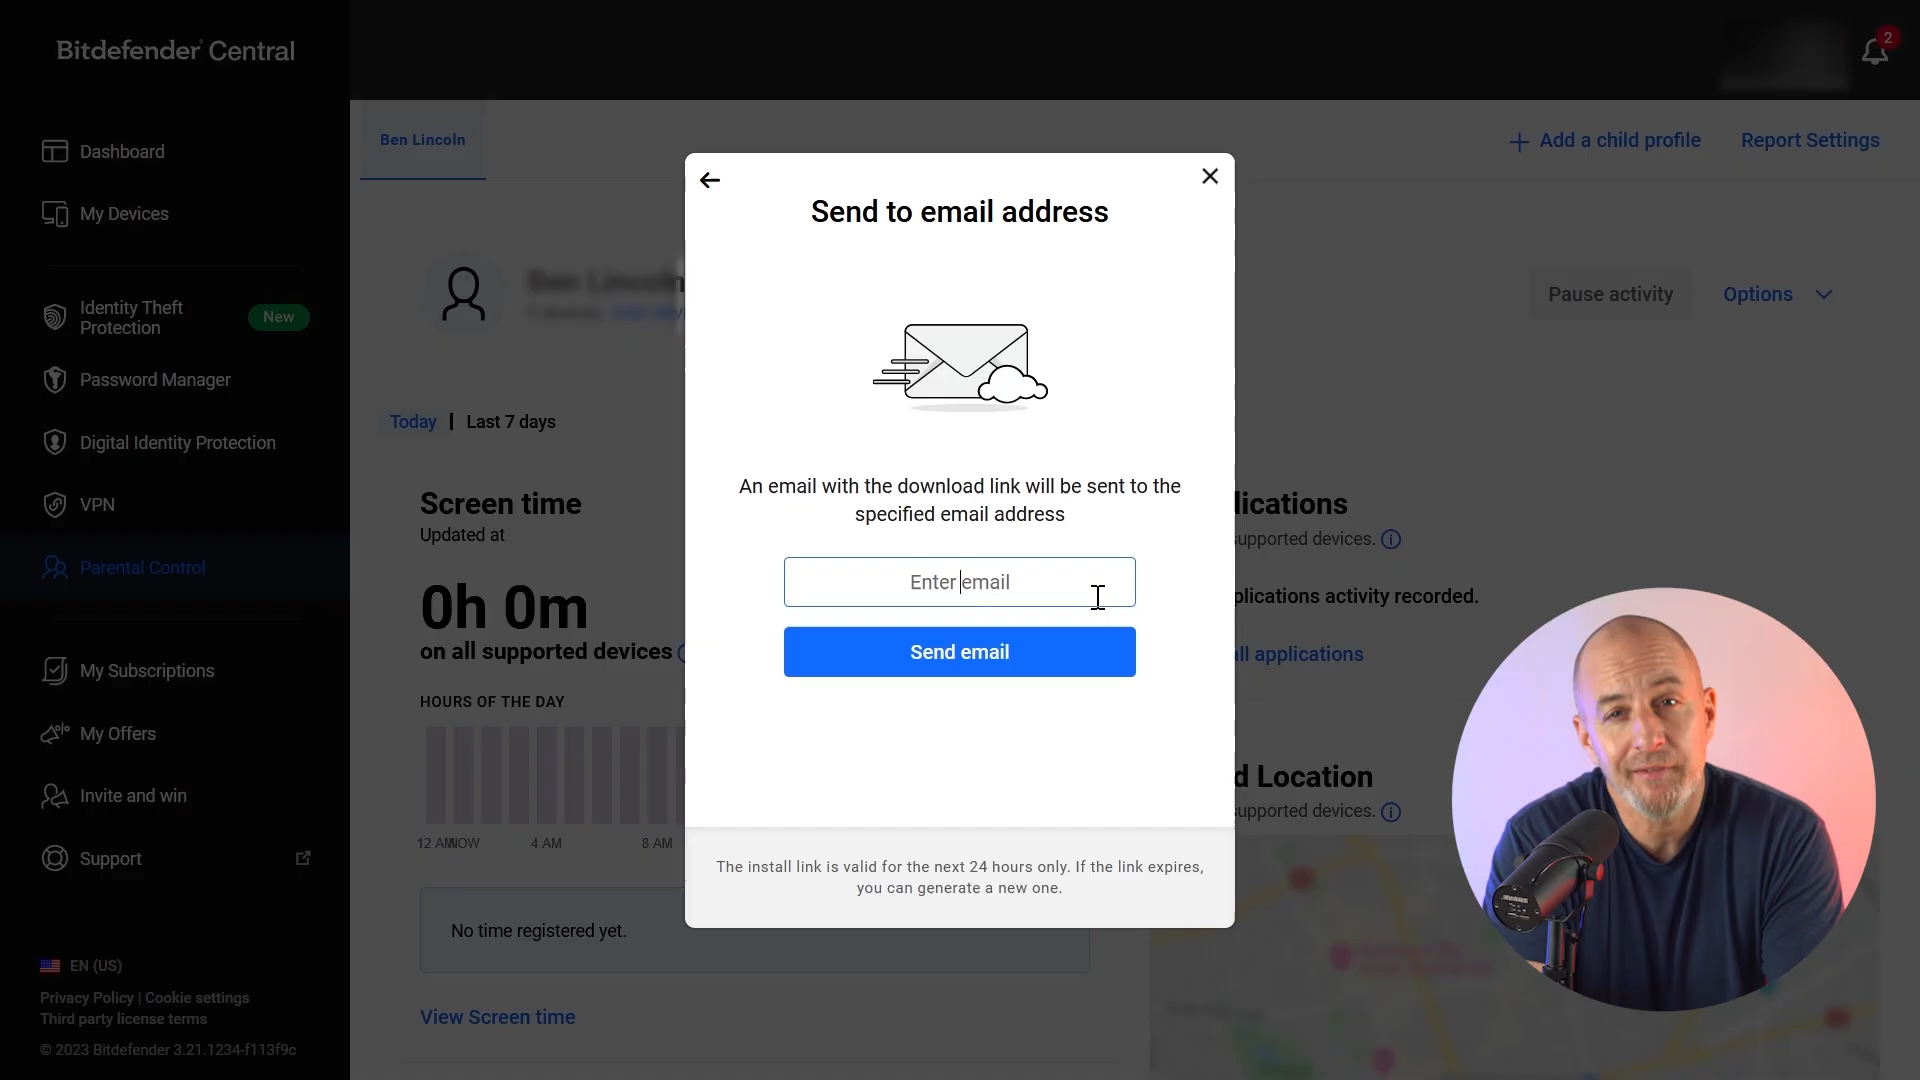 Bitdefender Central
2
Dashboard
My Devices
Identity Theft
Protection
New
Password Manager
Digital Identity Protection
VPN
Parental Control
My Subscriptions
My Offers
Invite and win
Support
EN (US)
Privacy Policy | Cookie settings
Third party license terms
© 2023 Bitdefender 3.21.1234-f113f9c
Ben Lincoln
Add a child profile
Report Settings
Ben Lincoln
Pause activity
Options
Today | Last 7 days
Screen time
Updated at
0h 0m
on all supported devices
HOURS OF THE DAY
12 AM
NOW
4 AM
8 AM
No time registered yet.
View Screen time
Send to email address
An email with the download link will be sent to the
specified email address
Enter email
Send email
The install link is valid for the next 24 hours only. If the link expires,
you can generate a new one.
lications
supported devices.
plications activity recorded.
all applications
d Location
supported devices.